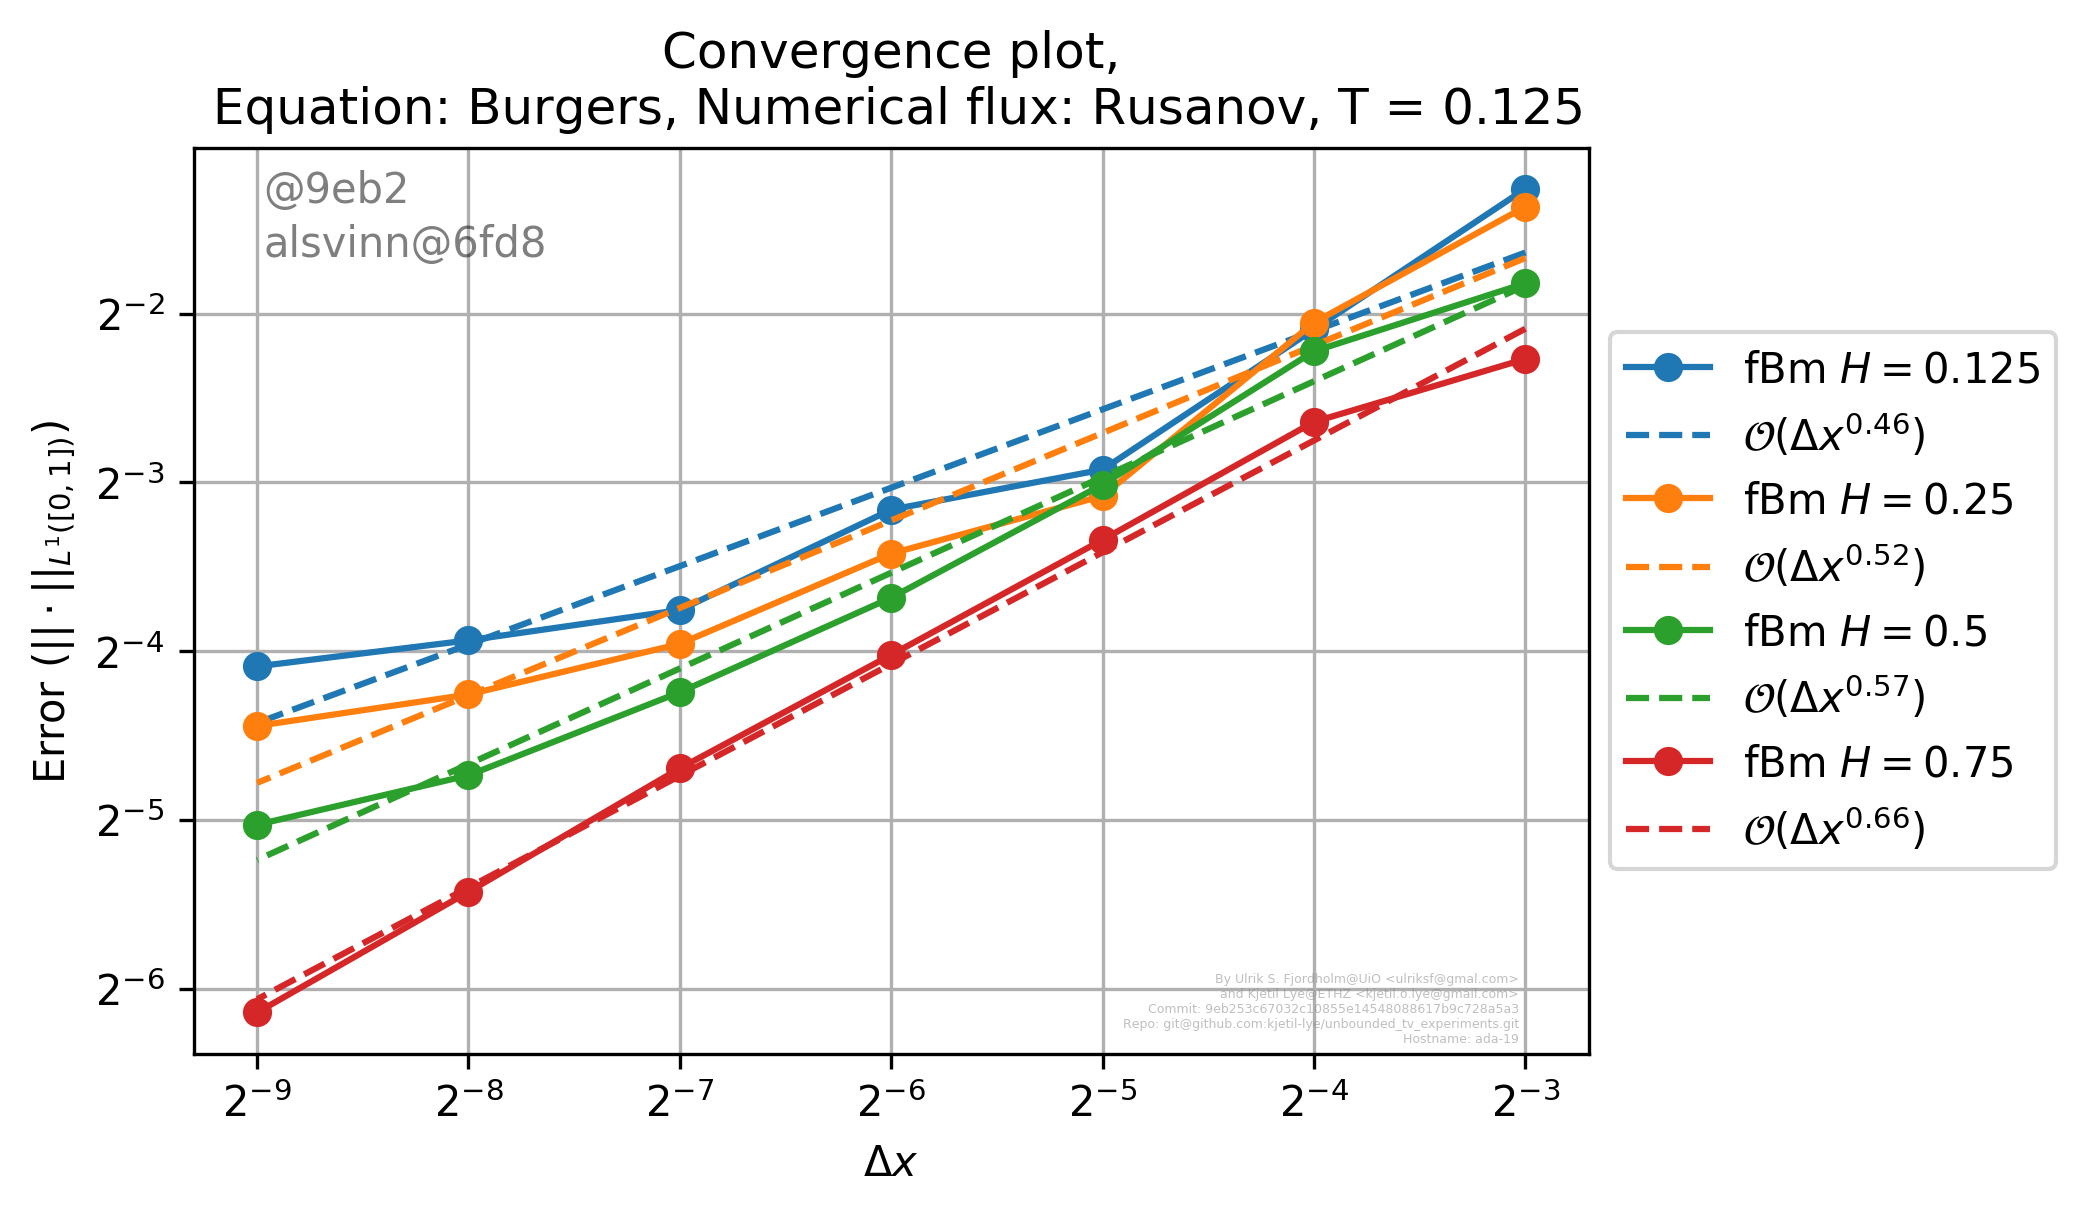 Convergence plot,
Equation: Burgers, Numerical flux: Rusanov, T = 0.125
@9eb2
alsvinn@6fd8
Error (|| · ||_{L^1([0, 1])})
2^{-2}
2^{-3}
2^{-4}
2^{-5}
2^{-6}
By Ulrik S. Fjordholm@UiO <ulriksf@gmal.com>
and Kjetil Lye@ETHZ <kjetil.o.lye@gmail.com>
Commit: 9eb253c67032c10855e14548088617b9c728a5a3
Repo: git@github.com:kjetil-lye/unbounded_tv_experiments.git
Hostname: ada-19
2^{-9} 2^{-8} 2^{-7} 2^{-6} 2^{-5} 2^{-4} 2^{-3}
Δx
fBm H = 0.125
𝒪(Δx^{0.46})
fBm H = 0.25
𝒪(Δx^{0.52})
fBm H = 0.5
𝒪(Δx^{0.57})
fBm H = 0.75
𝒪(Δx^{0.66})